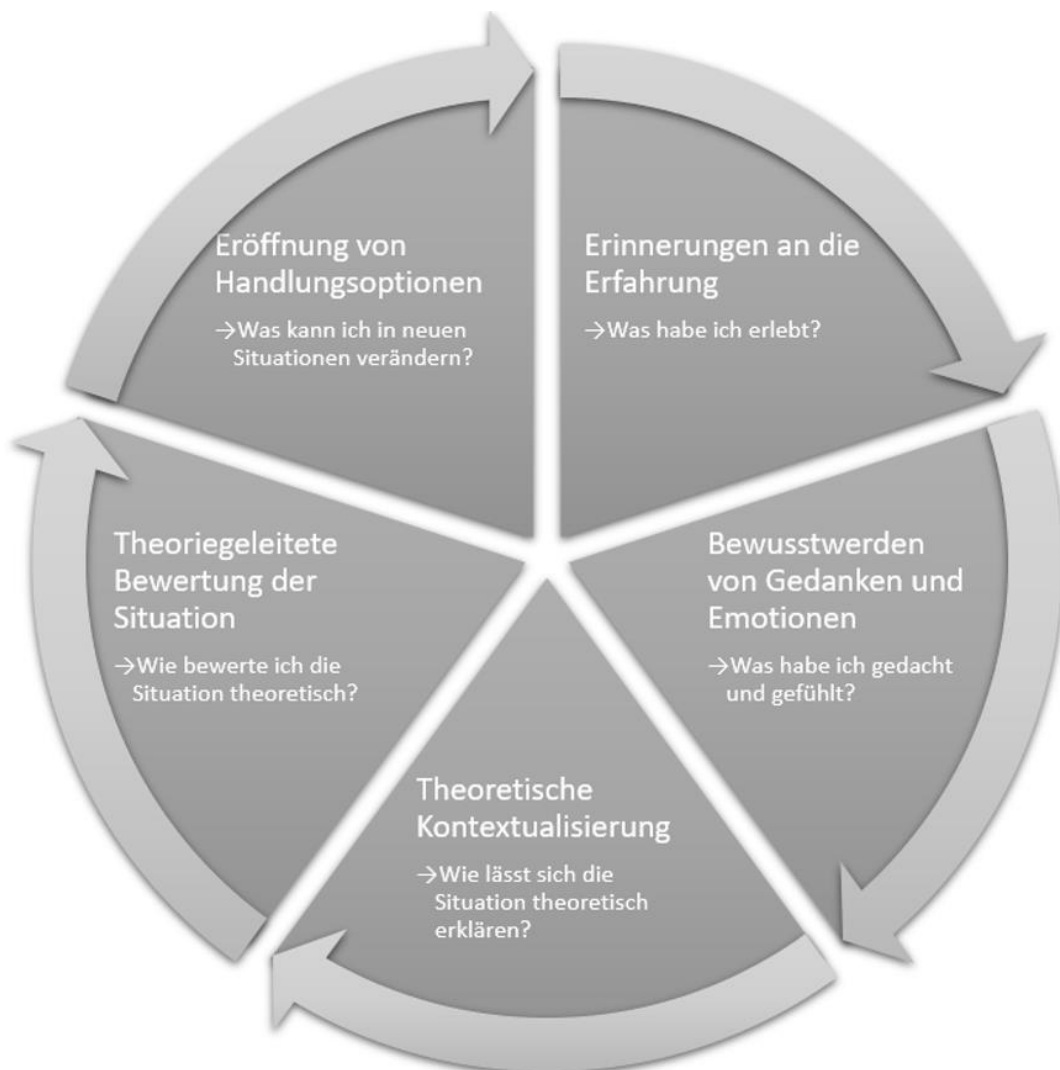 Eröffnung von
Handlungsoptionen
→Was kann ich in neuen
Situationen verändern?
Erinnerungen an die
Erfahrung
→Was habe ich erlebt?
Bewusstwerden
von Gedanken und
Emotionen
→Was habe ich gedacht
und gefühlt?
Theoretische
Kontextualisierung
→Wie lässt sich die
Situation theoretisch
erklären?
Theoriegeleitete
Bewertung der
Situation
→Wie bewerte ich die
Situation theoretisch?